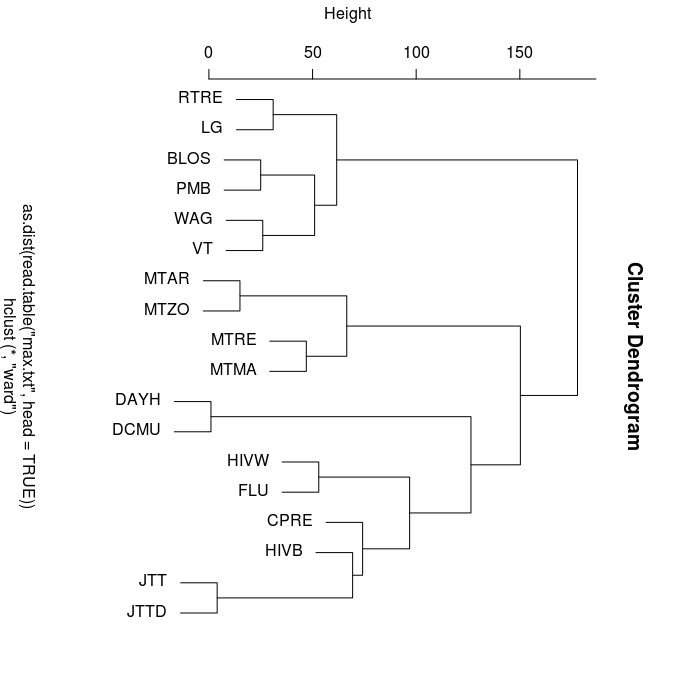 Height
0 50 100 150
RTRE
LG
BLOS
PMB
WAG
VT
MTAR
MTZO
MTRE
MTMA
DAYH
DCMU
HIVW
FLU
CPRE
HIVB
JTT
JTTD
Cluster Dendrogram
as.dist(read.table("max.txt", head = TRUE))
hclust (*, "ward")